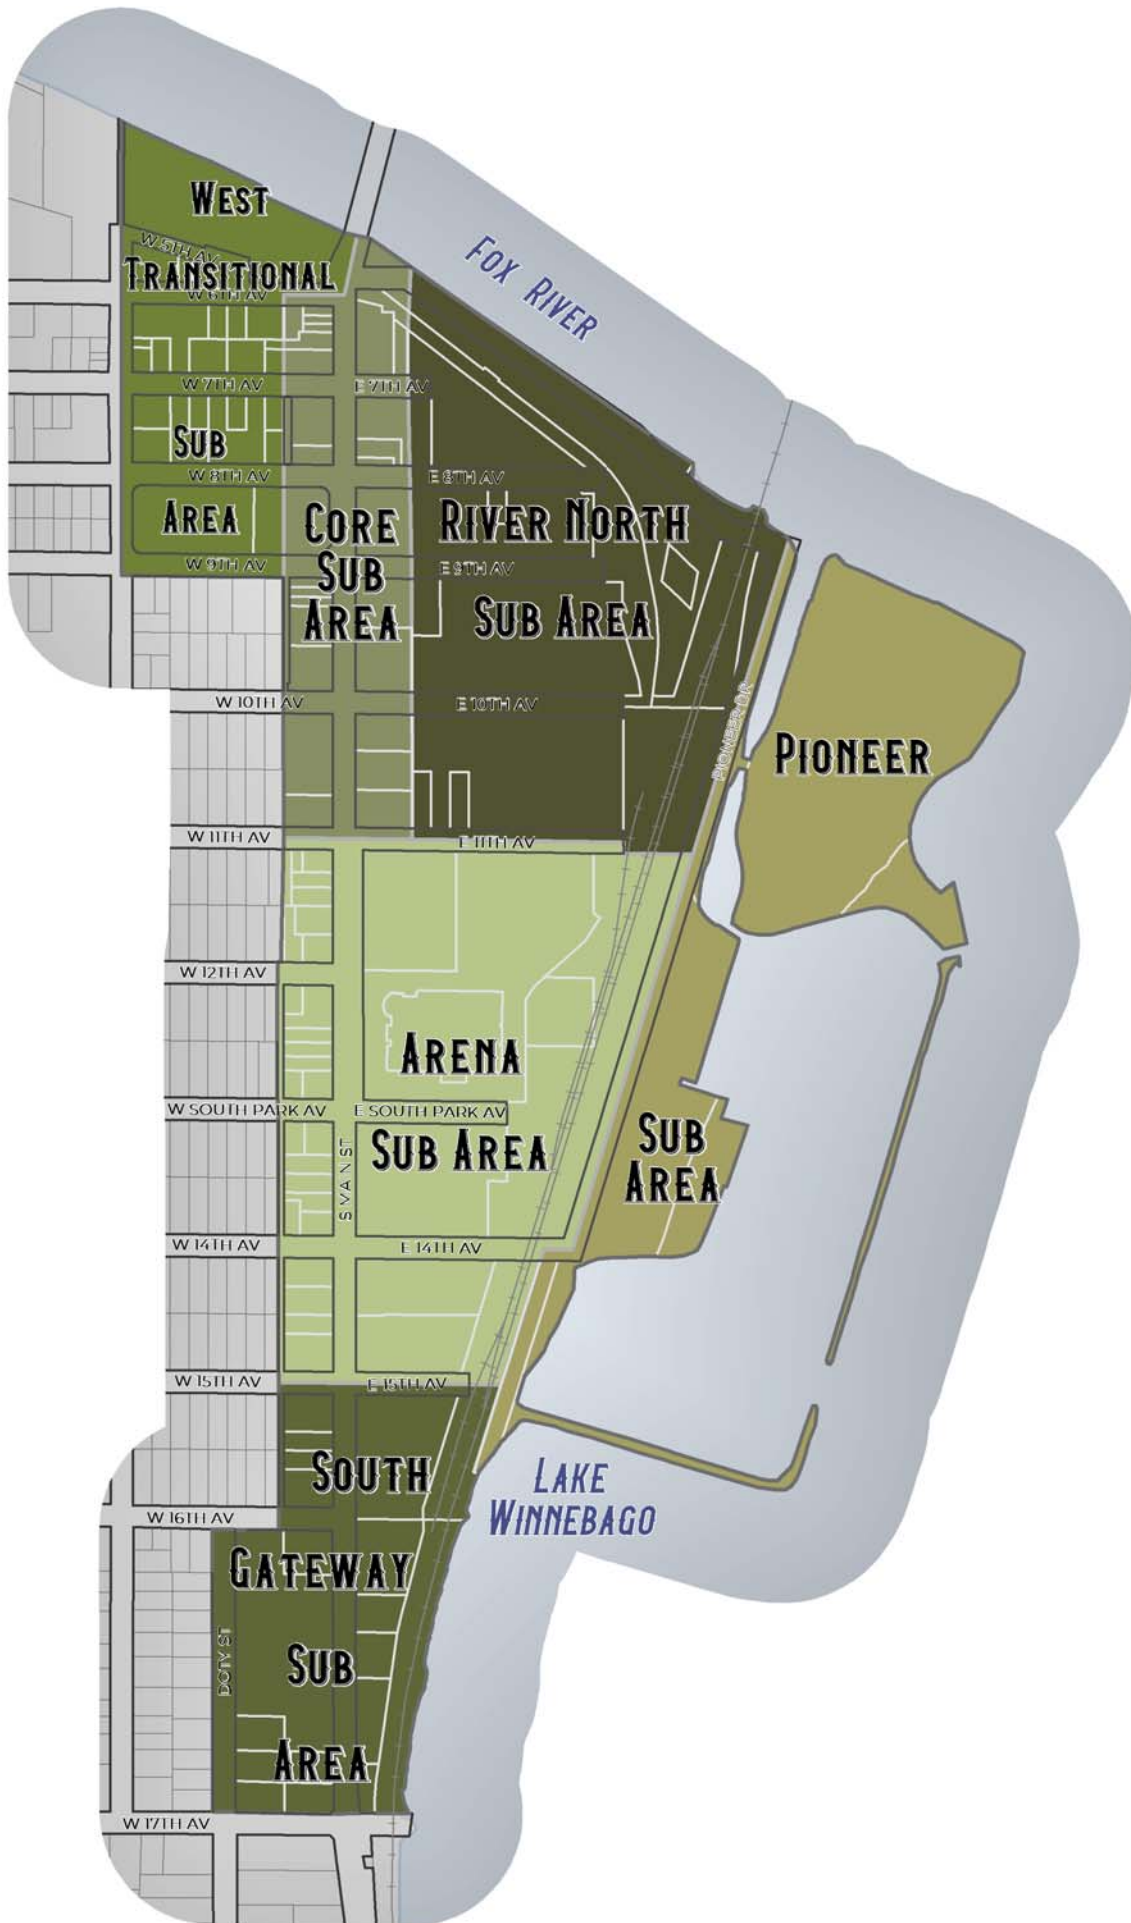 WEST
FOX RIVER
W 5TH AV
TRANSITIONAL
W 6TH AV
W 7TH AV
E 7TH AV
SUB
W 8TH AV
E 8TH AV
AREA
CORE
RIVER NORTH
W 9TH AV
E 9TH AV
SUB
AREA
SUB AREA
W 10TH AV
E 10TH AV
PIONEER DR
PIONEER
W 11TH AV
E 11TH AV
W 12TH AV
ARENA
W SOUTH PARK AV
E SOUTH PARK AV
SUB AREA
SUB
AREA
S MAIN ST
W 14TH AV
E 14TH AV
W 15TH AV
E 15TH AV
SOUTH
LAKE
WINNEBAGO
W 16TH AV
GATEWAY
DOTY ST
SUB
AREA
W 17TH AV